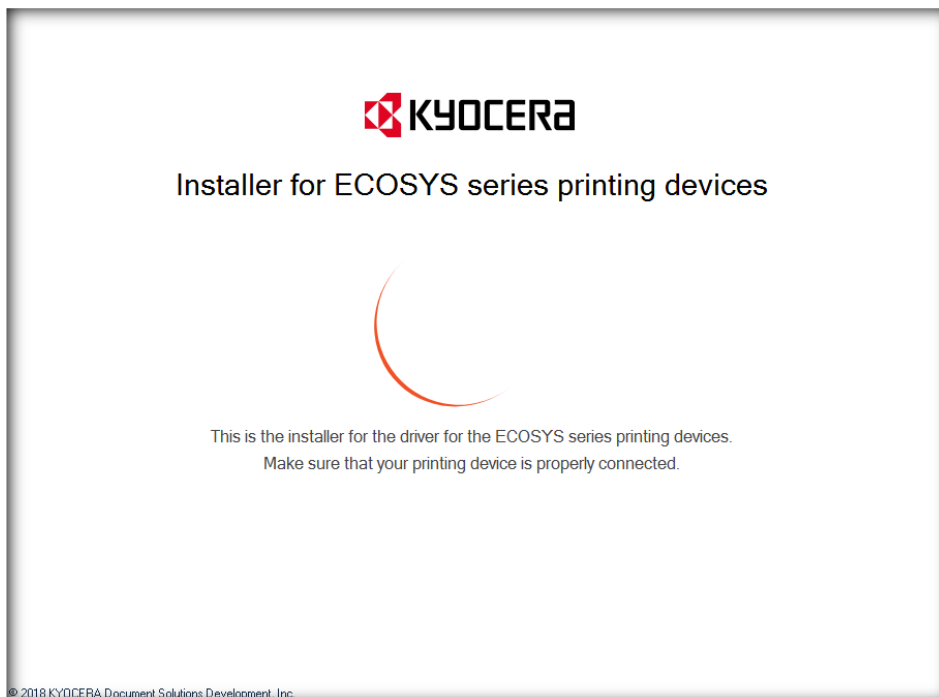 KYOCERA
Installer for ECOSYS series printing devices
This is the installer for the driver for the ECOSYS series printing devices.
Make sure that your printing device is properly connected.
© 2018 KYOCERA Document Solutions Development, Inc.